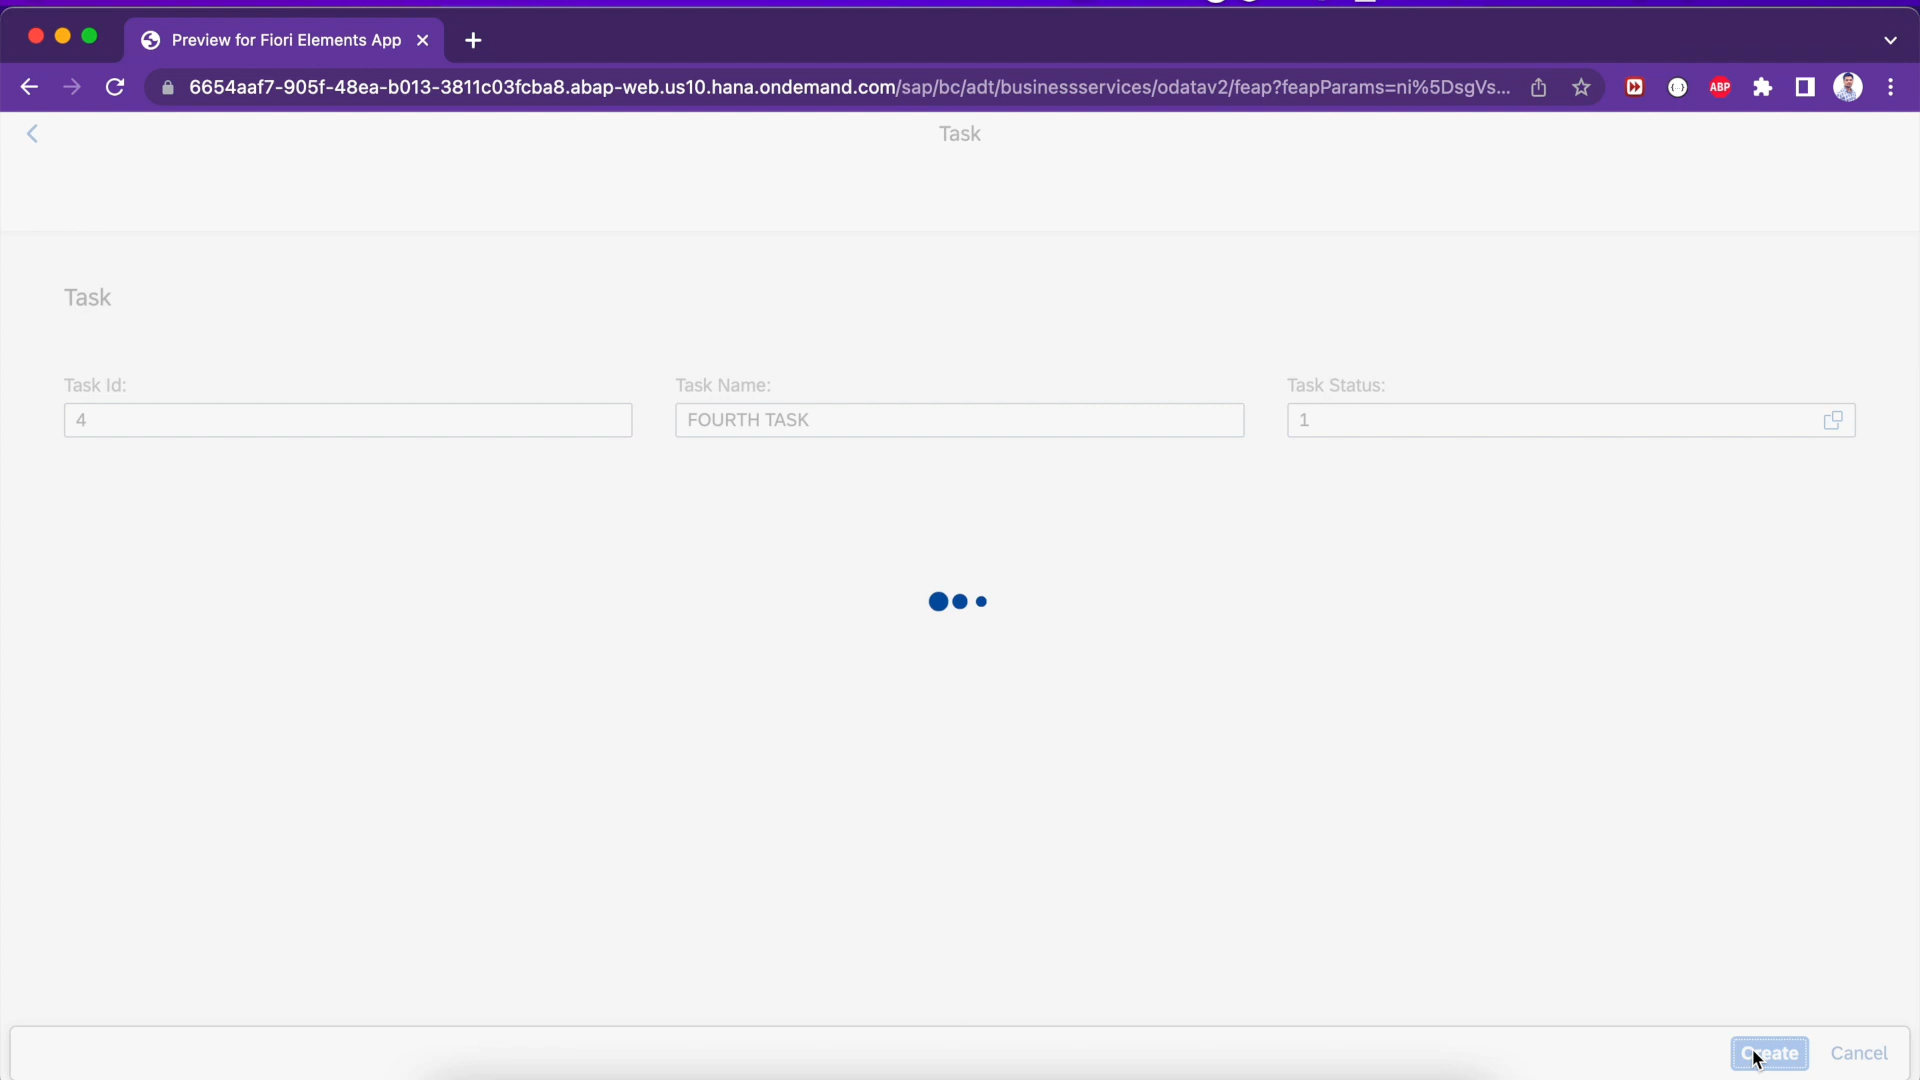 Preview for Fiori Elements App
6654aaf7-905f-48ea-b013-3811c03fcba8.abap-web.us10.hana.ondemand.com/sap/bc/adt/businessservices/odatav2/feap?feapParams=ni%5DsgVs...
ABP
Task
Task
Task Id: Task Name: Task Status:
4 FOURTH TASK 1
Create Cancel